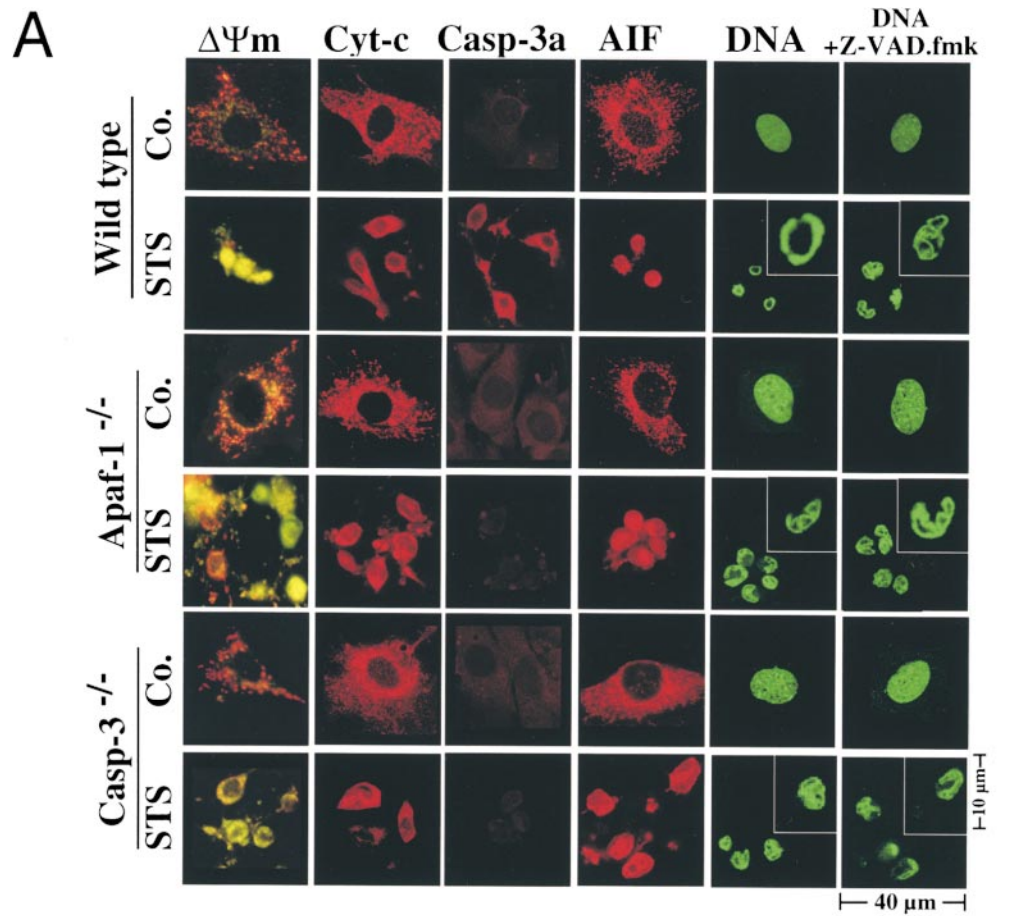 A
ΔΨm Cyt-c Casp-3a AIF DNA DNA
+Z-VAD.fmk
Wild type
Co.
STS
Apaf-1 -/-
Co.
STS
Casp-3 -/-
Co.
STS
10 μm
40 μm